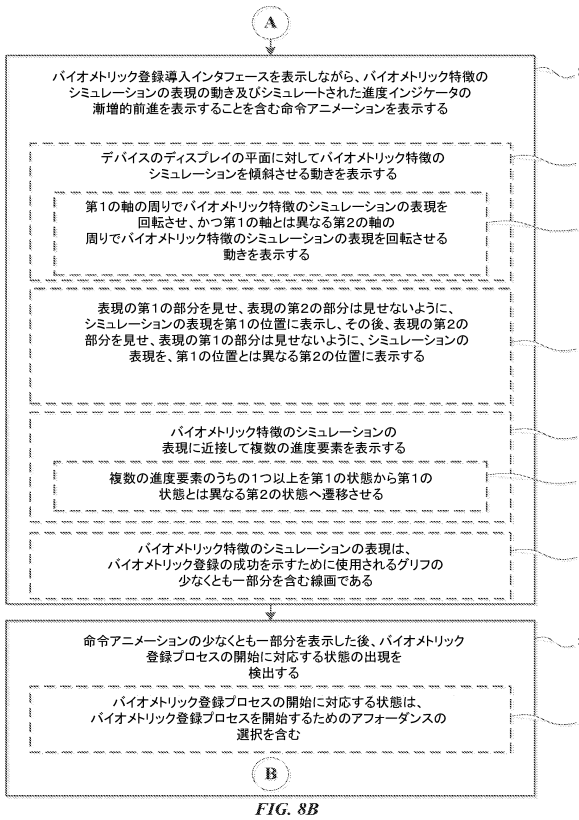 A
バイオメトリック登録導入インタフェースを表示しながら、バイオメトリック特徴の
シミュレーションの表現の動き及びシミュレートされた進度インジケータの
漸増的前進を表示することを含む命令アニメーションを表示する
デバイスのディスプレイの平面に対してバイオメトリック特徴の
シミュレーションを傾斜させる動きを表示する
第1の軸の周りでバイオメトリック特徴のシミュレーションの表現を
回転させ、かつ第1の軸とは異なる第2の軸の
周りでバイオメトリック特徴のシミュレーションの表現を回転させる
動きを表示する
表現の第1の部分を見せ、表現の第2の部分は見せないように、
シミュレーションの表現を第1の位置に表示し、その後、表現の第2の
部分を見せ、表現の第1の部分は見せないように、シミュレーションの
表現を、第1の位置とは異なる第2の位置に表示する
バイオメトリック特徴のシミュレーションの
表現に近接して複数の進度要素を表示する
複数の進度要素のうちの1つ以上を第1の状態から第1の
状態とは異なる第2の状態へ遷移させる
バイオメトリック特徴のシミュレーションの表現は、
バイオメトリック登録の成功を示すために使用されるグリフの
少なくとも一部分を含む線画である
命令アニメーションの少なくとも一部分を表示した後、バイオメトリック
登録プロセスの開始に対応する状態の出現を
検出する
バイオメトリック登録プロセスの開始に対応する状態は、
バイオメトリック登録プロセスを開始するためのアフォーダンスの
選択を含む
B
FIG. 8B